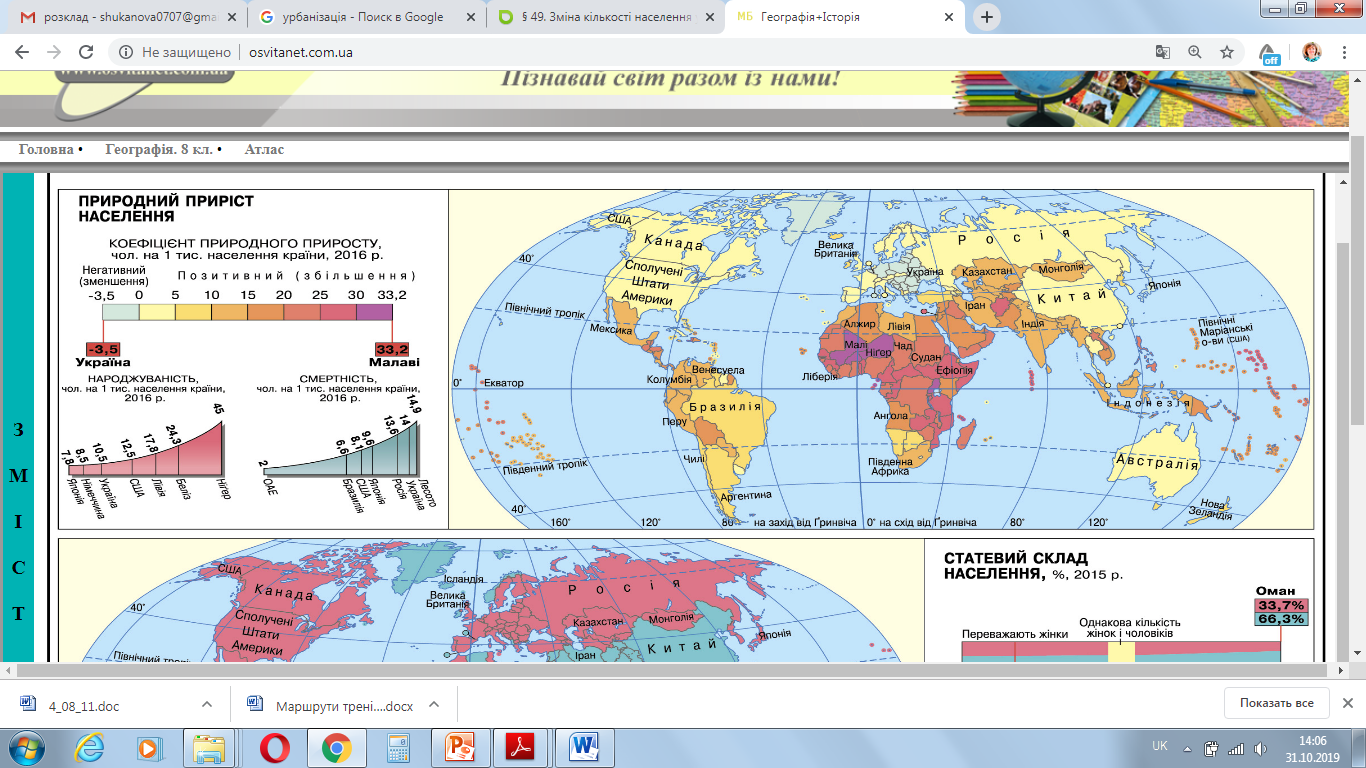 розклад - shukanova0707@gma
урбанізація - Поиск в Google
§ 49. Зміна кількості населення
МБ Географія+Історія
Не защищено | osvitanet.com.ua
off
www.osvitanet.com.ua
Пізнавай світ разом із нами!
Головна • Географія. 8 кл. • Атлас
З
М
І
С
Т
ПРИРОДНИЙ ПРИРІСТ
НАСЕЛЕННЯ
КОЕФІЦІЄНТ ПРИРОДНОГО ПРИРОСТУ,
чол. на 1 тис. населення країни, 2016 р.
Негативний
(зменшення)
Позитивний (збільшення)
-3,5 0 5 10 15 20 25 30 33,2
-3,5
Україна
33,2
Малаві
НАРОДЖУВАНІСТЬ,
чол. на 1 тис. населення країни,
2016 р.
7,8 8,5 10,5 12,5 17,8 24,3 45
Японія Німеччина Україна США Лівія Беліз Нігер
СМЕРТНІСТЬ,
чол. на 1 тис. населення країни,
2016 р.
2 6,6 8,1 9,6 13,6 14 14,9
ОАЕ Бразилія США Японія Росія Україна Лесото
США
Канада
Сполучені
Штати
Америки
Велика
Британія
Україна
Росія
Казахстан
Монголія
Китай
Японія
Іран
Індія
40°
Північний тропік
Мексика
Алжир
Лівія
Малі
Нігер
Чад
Судан
Ефіопія
Ліберія
Північні
Маріанські
о-ви (США)
0° Екватор
Венесуела
Колумбія
Бразилія
Перу
Ангола
Індонезія
Південний тропік
Чилі
Південна
Африка
Австралія
Аргентина
Нова
Зеландія
40°
160° 120° 80° на захід від Ґринвіча 0° на схід від Ґринвіча 80° 120°
США
Канада
Сполучені
Штати
Америки
Ісландія
Велика
Британія
Росія
Казахстан
Монголія
Китай
Японія
Іран
40°
Північний тропік
СТАТЕВИЙ СКЛАД
НАСЕЛЕННЯ, %, 2015 р.
Оман
33,7%
66,3%
Переважають жінки
Однакова кількість
жінок і чоловіків
4_08_11.doc
Маршрути трені....docx
Показать все
UK
14:06
31.10.2019